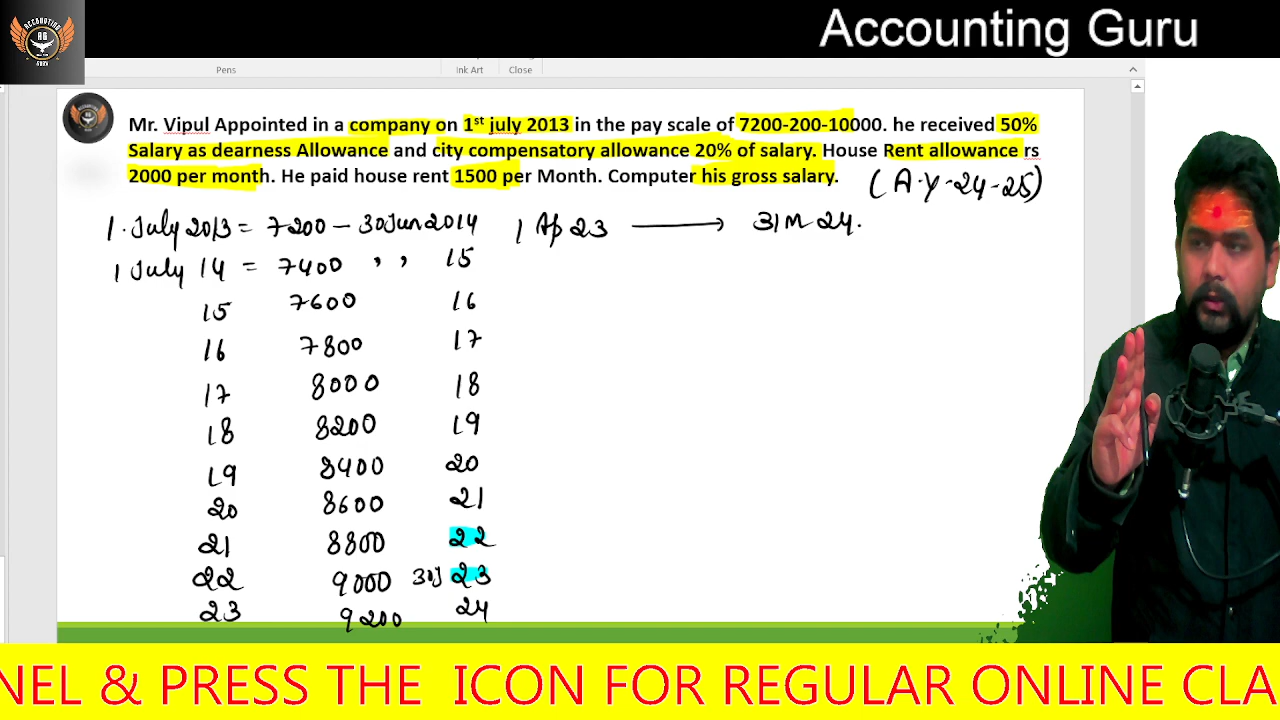 Accounting Guru
ACCOUNTING
AG
GURU
Pens
Ink Art
Close
Mr. Vipul Appointed in a company on 1st july 2013 in the pay scale of 7200-200-10000. he received 50%
Salary as dearness Allowance and city compensatory allowance 20% of salary. House Rent allowance rs
2000 per month. He paid house rent 1500 per Month. Computer his gross salary. (A.Y-24-25)
1. July 2013 = 7200 - 30 Jun 2014 1 Ap 23 → 31 M 24.
1 July 14 = 7400 , , 15
15 7600 16
16 7800 17
17 8000 18
18 8200 19
19 8400 20
20 8600 21
21 8800 22
22 9000 30J 23
23 9200 24
NEL & PRESS THE ICON FOR REGULAR ONLINE CLA